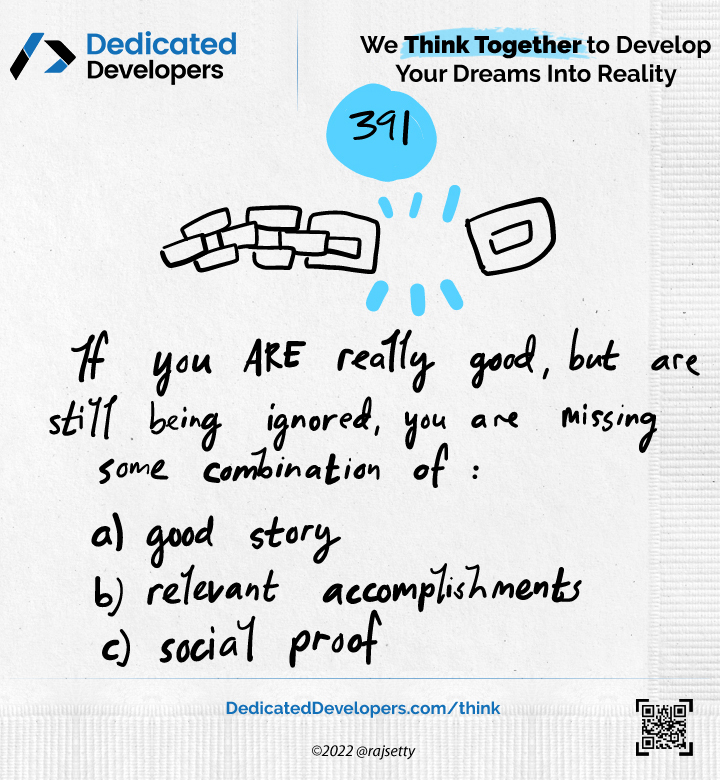 Dedicated
Developers
We Think Together to Develop
Your Dreams Into Reality
391
If you ARE really good, but are
still being ignored, you are missing
some combination of :
a) good story
b) relevant accomplishments
c) social proof
DedicatedDevelopers.com/think
©2022 @rajsetty